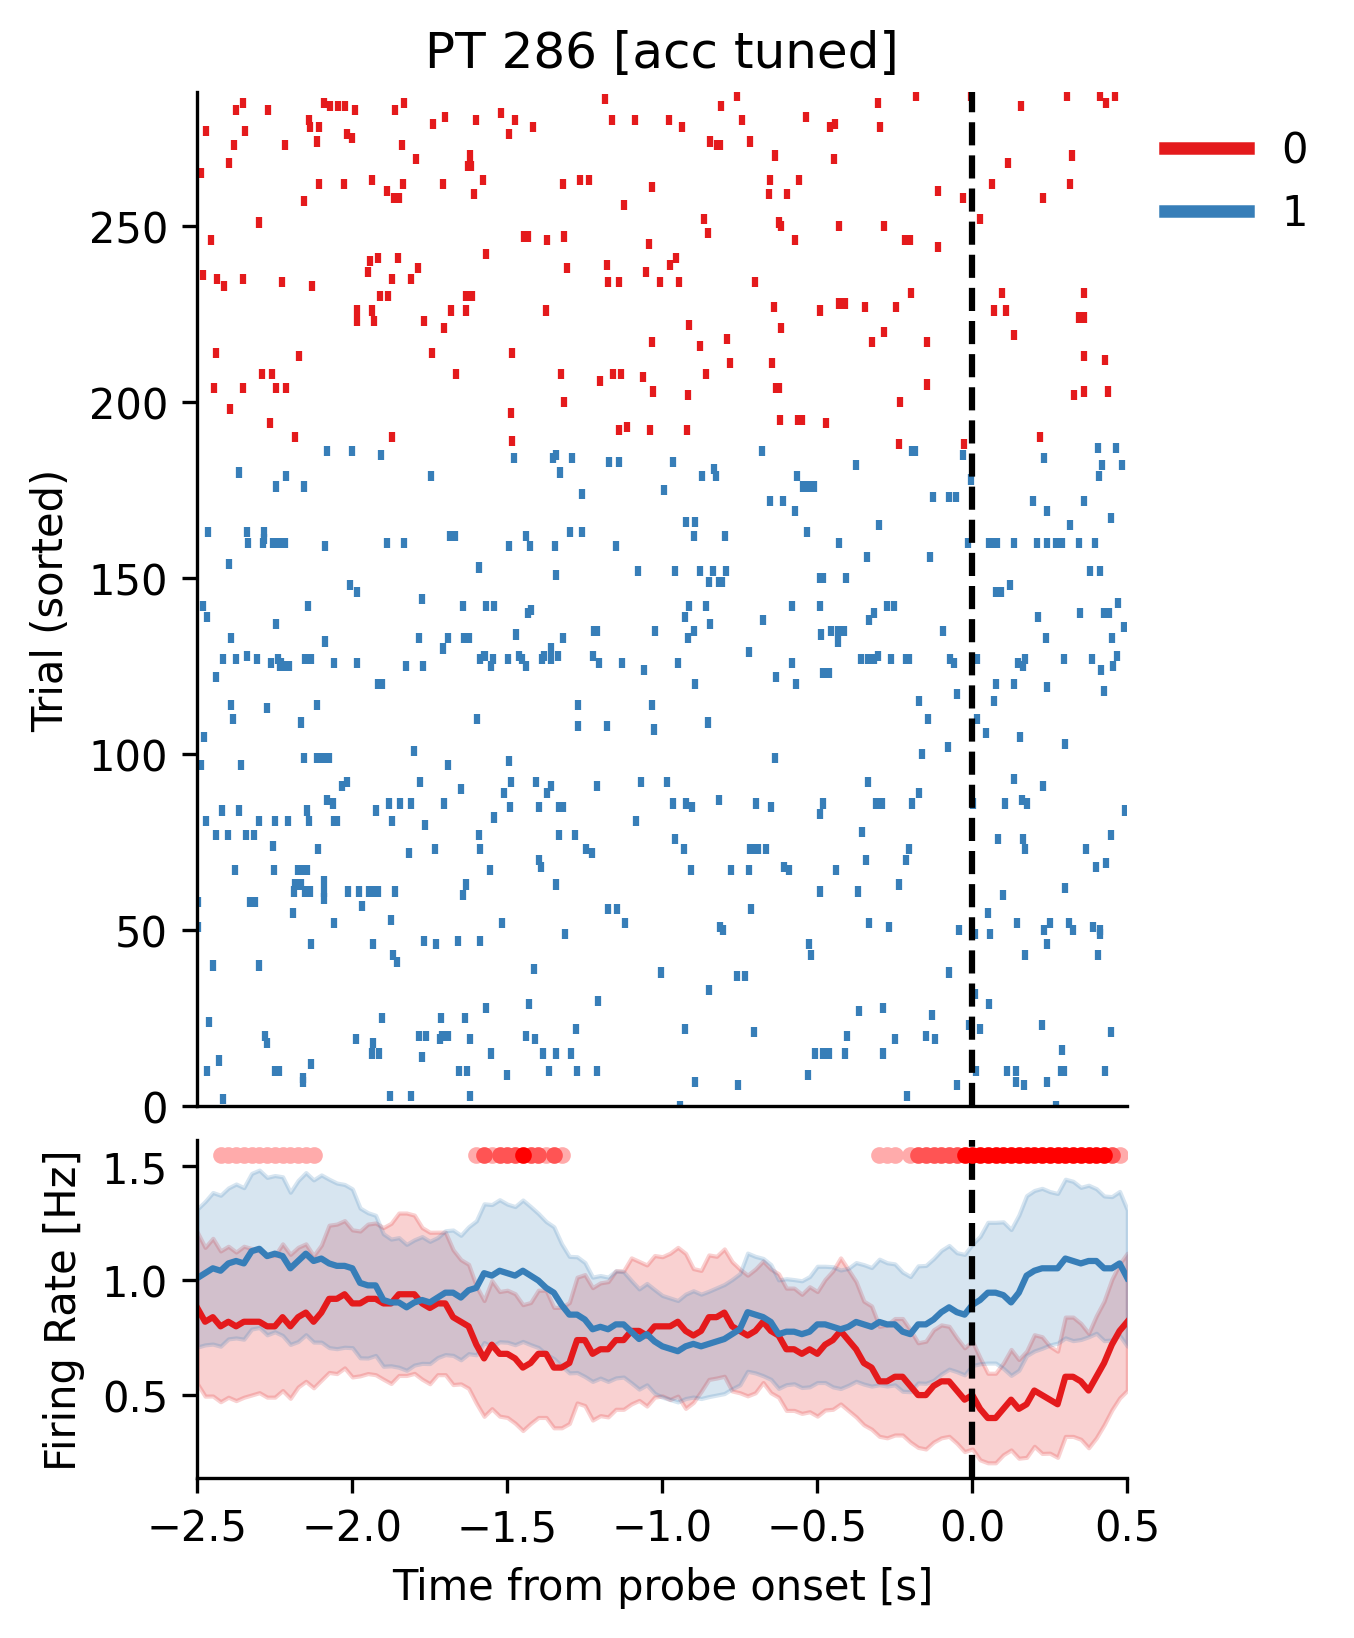 PT 286 [acc tuned]
0
1
250
200
150
100
50
0
Trial (sorted)
1.5
1.0
0.5
Firing Rate [Hz]
−2.5 −2.0 −1.5 −1.0 −0.5 0.0 0.5
Time from probe onset [s]